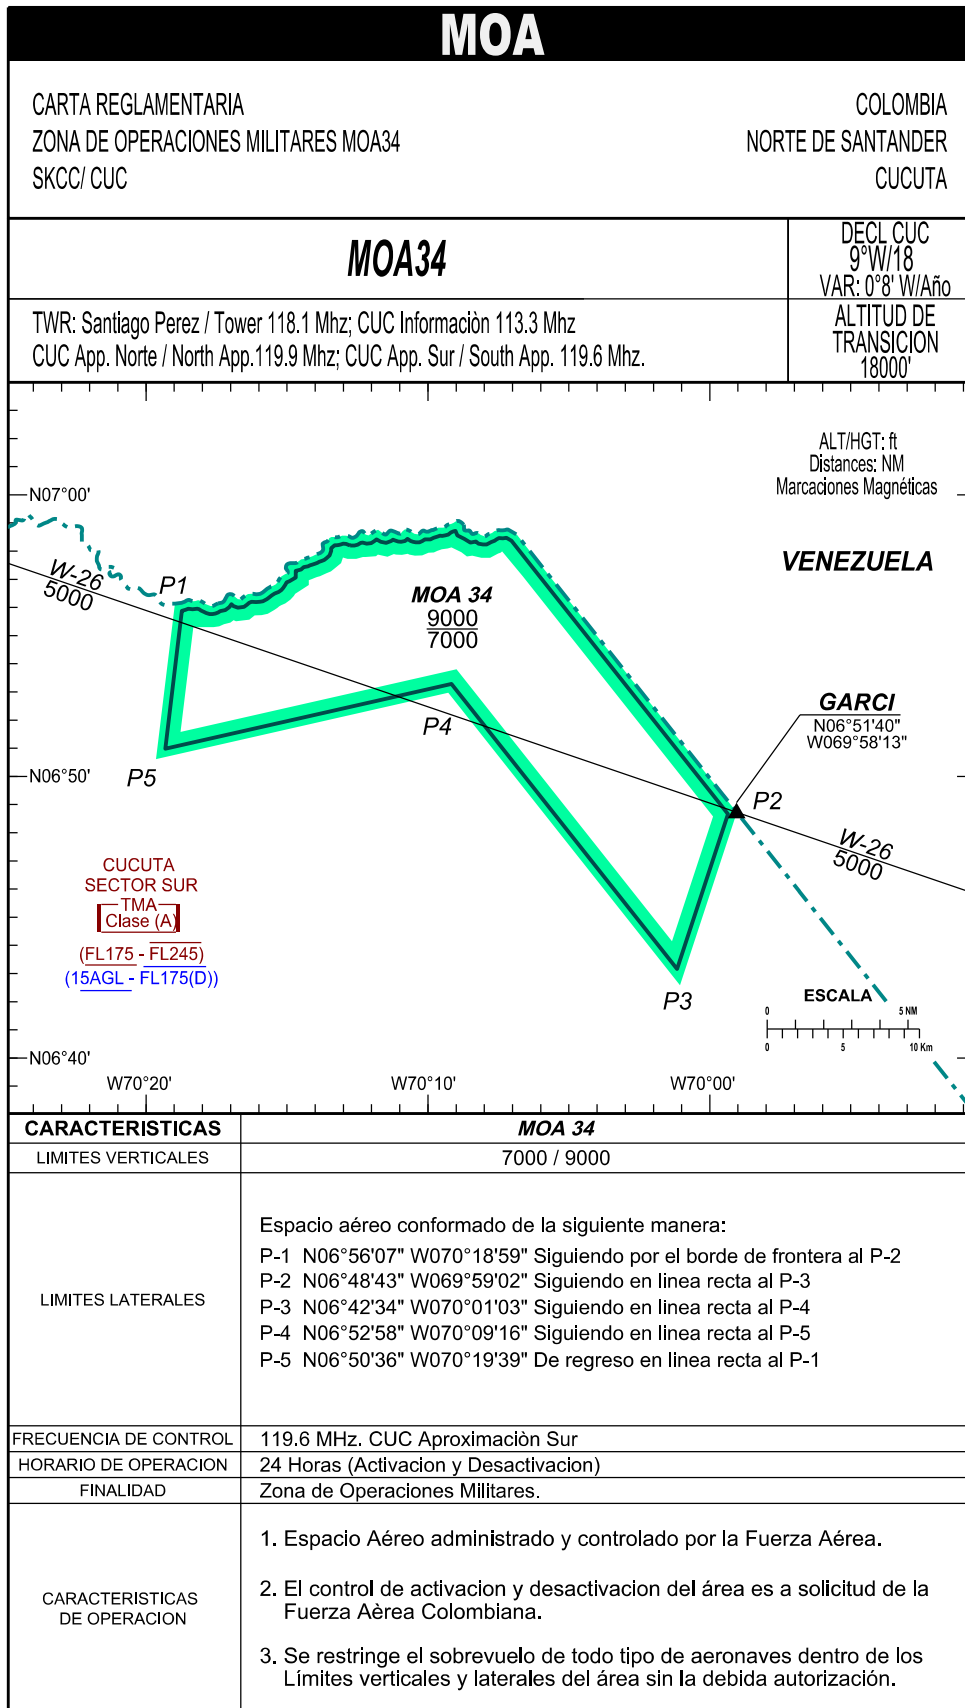 MOA
CARTA REGLAMENTARIA
ZONA DE OPERACIONES MILITARES MOA34
SKCC/ CUC
COLOMBIA
NORTE DE SANTANDER
CUCUTA
MOA34
DECL CUC
9°W/18
VAR: 0°8' W/Año
TWR: Santiago Perez / Tower 118.1 Mhz; CUC Informaciòn 113.3 Mhz
CUC App. Norte / North App.119.9 Mhz; CUC App. Sur / South App. 119.6 Mhz.
ALTITUD DE
TRANSICION
18000'
ALT/HGT: ft
Distances: NM
Marcaciones Magnéticas
N07°00'
VENEZUELA
W-26
5000
P1
MOA 34
9000
7000
GARCI
N06°51'40"
W069°58'13"
P4
P5
N06°50'
P2
W-26
5000
CUCUTA
SECTOR SUR
TMA
Clase (A)
(FL175 - FL245)
(15AGL - FL175(D))
P3
ESCALA
0 5 NM
0 5 10 Km
N06°40'
W70°20' W70°10' W70°00'
CARACTERISTICAS MOA 34
LIMITES VERTICALES 7000 / 9000
LIMITES LATERALES
Espacio aéreo conformado de la siguiente manera:
P-1 N06°56'07" W070°18'59" Siguiendo por el borde de frontera al P-2
P-2 N06°48'43" W069°59'02" Siguiendo en linea recta al P-3
P-3 N06°42'34" W070°01'03" Siguiendo en linea recta al P-4
P-4 N06°52'58" W070°09'16" Siguiendo en linea recta al P-5
P-5 N06°50'36" W070°19'39" De regreso en linea recta al P-1
FRECUENCIA DE CONTROL 119.6 MHz. CUC Aproximaciòn Sur
HORARIO DE OPERACION 24 Horas (Activacion y Desactivacion)
FINALIDAD Zona de Operaciones Militares.
CARACTERISTICAS
DE OPERACION
1. Espacio Aéreo administrado y controlado por la Fuerza Aérea.
2. El control de activacion y desactivacion del área es a solicitud de la
Fuerza Aèrea Colombiana.
3. Se restringe el sobrevuelo de todo tipo de aeronaves dentro de los
Límites verticales y laterales del área sin la debida autorización.